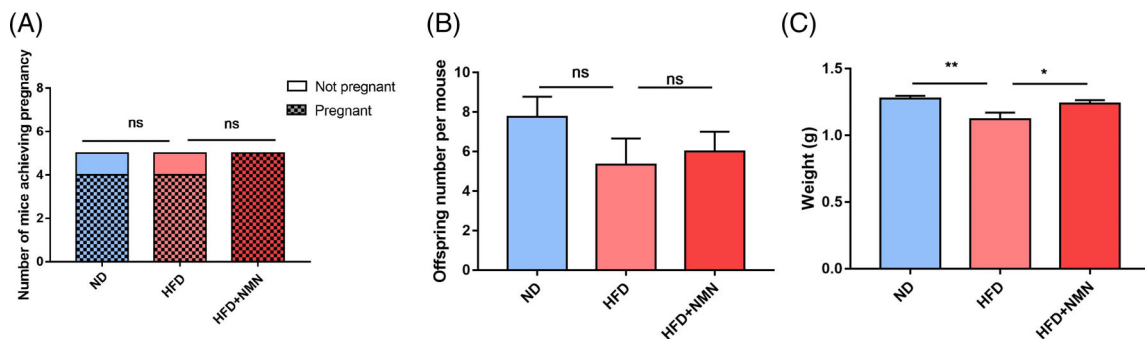 (A)
Number of mice achieving pregnancy
8
6
4
2
0
Not pregnant
Pregnant
ns
ns
ND
HFD
HFD+NMN
(B)
Offspring number per mouse
10
8
6
4
2
0
ns
ns
ND
HFD
HFD+NMN
(C)
Weight (g)
1.5
1.0
0.5
0.0
**
*
ND
HFD
HFD+NMN